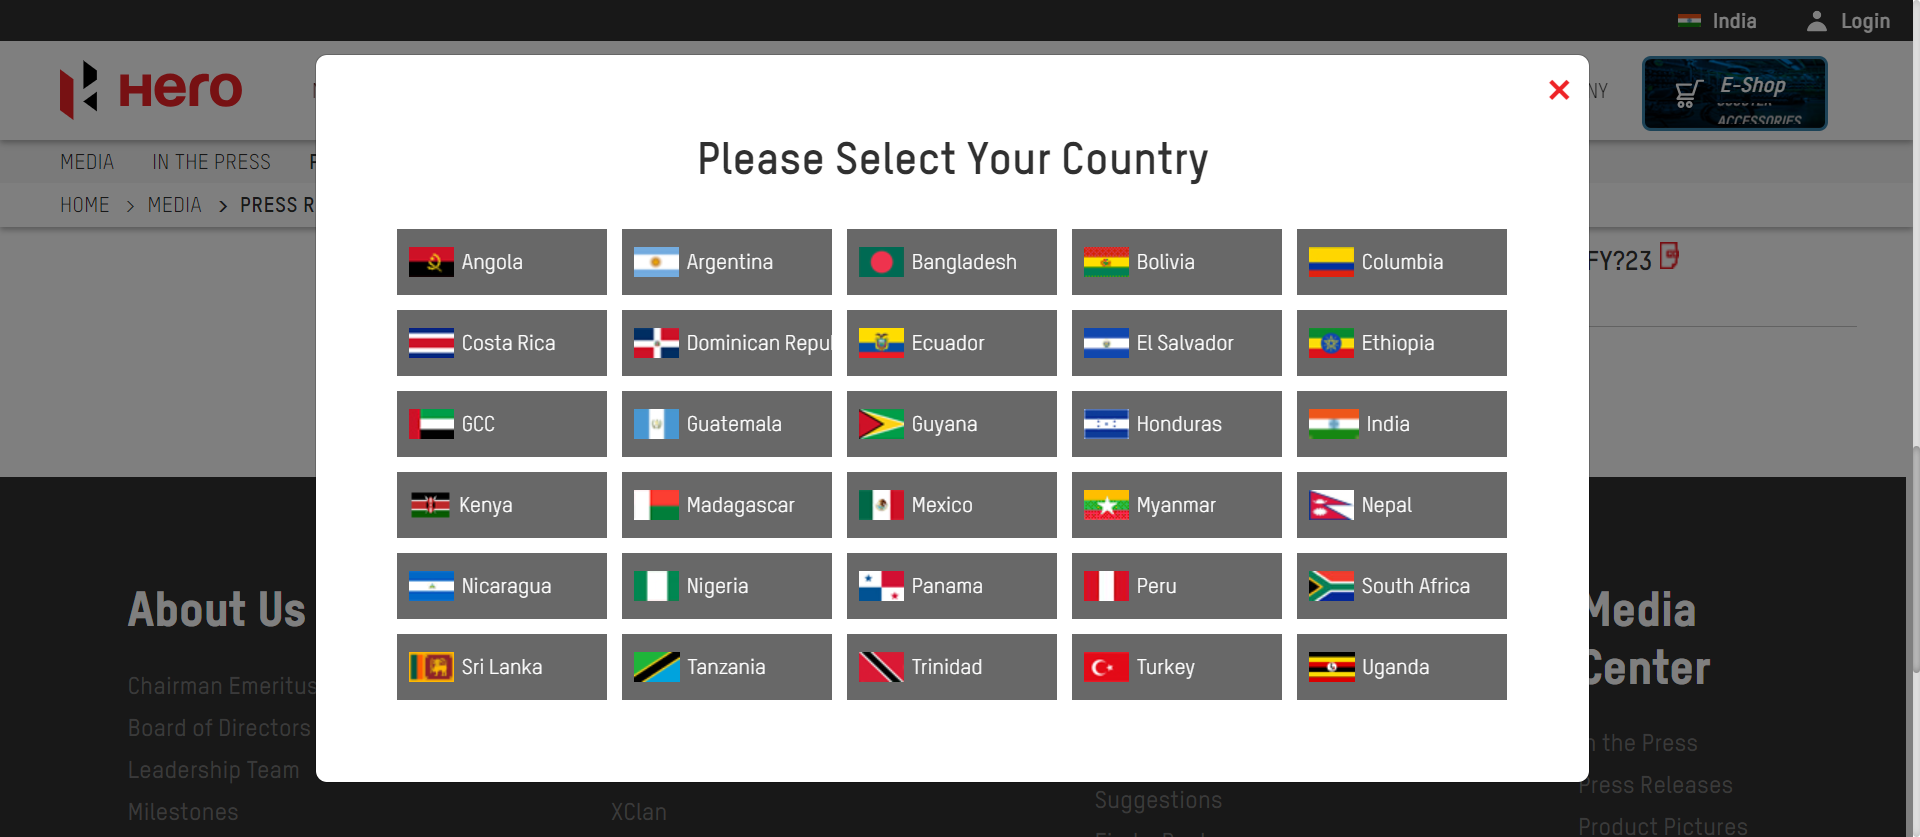 India
Login
Hero
NY
E-Shop
ACCESSORIES
MEDIA
IN THE PRESS
HOME > MEDIA > PRESS R
FY?23
Please Select Your Country
Angola
Argentina
Bangladesh
Bolivia
Columbia
Costa Rica
Dominican Repu
Ecuador
El Salvador
Ethiopia
GCC
Guatemala
Guyana
Honduras
India
Kenya
Madagascar
Mexico
Myanmar
Nepal
Nicaragua
Nigeria
Panama
Peru
South Africa
Sri Lanka
Tanzania
Trinidad
Turkey
Uganda
About Us
Chairman Emeritus
Board of Directors
Leadership Team
Milestones
XClan
Suggestions
Media
Center
n the Press
Press Releases
Product Pictures